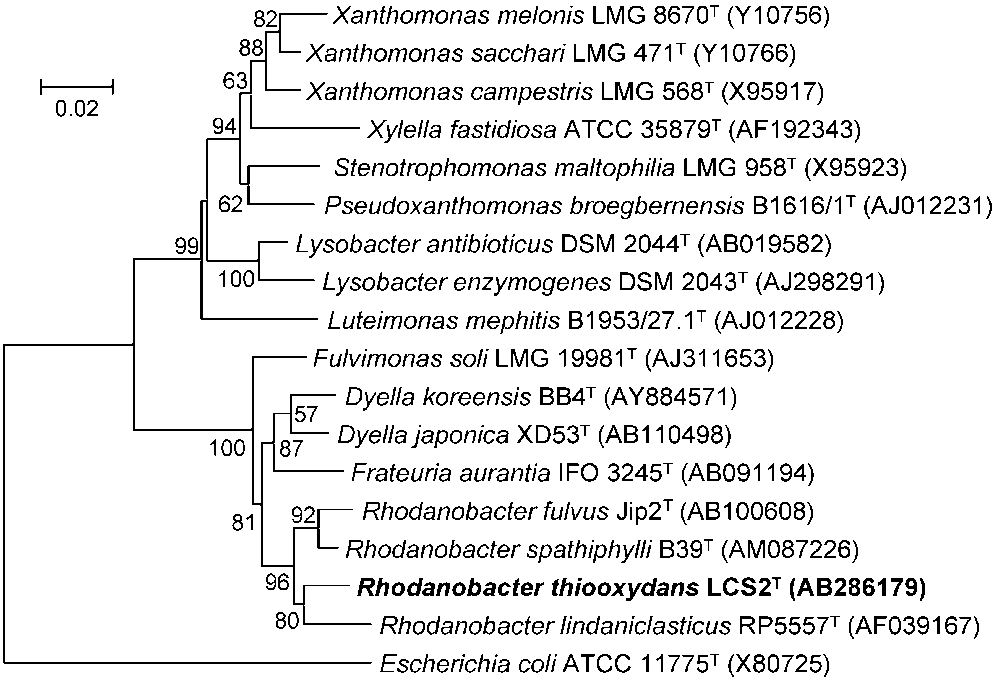 82 Xanthomonas melonis LMG 8670ᵀ (Y10756)
88 Xanthomonas sacchari LMG 471ᵀ (Y10766)
63 Xanthomonas campestris LMG 568ᵀ (X95917)
0.02
94 Xylella fastidiosa ATCC 35879ᵀ (AF192343)
Stenotrophomonas maltophilia LMG 958ᵀ (X95923)
62 Pseudoxanthomonas broegbernensis B1616/1ᵀ (AJ012231)
99 Lysobacter antibioticus DSM 2044ᵀ (AB019582)
100 Lysobacter enzymogenes DSM 2043ᵀ (AJ298291)
Luteimonas mephitis B1953/27.1ᵀ (AJ012228)
Fulvimonas soli LMG 19981ᵀ (AJ311653)
Dyella koreensis BB4ᵀ (AY884571)
57
Dyella japonica XD53ᵀ (AB110498)
100 87
Frateuria aurantia IFO 3245ᵀ (AB091194)
92 Rhodanobacter fulvus Jip2ᵀ (AB100608)
81
Rhodanobacter spathiphylli B39ᵀ (AM087226)
96 Rhodanobacter thiooxydans LCS2ᵀ (AB286179)
80 Rhodanobacter lindaniclasticus RP5557ᵀ (AF039167)
Escherichia coli ATCC 11775ᵀ (X80725)